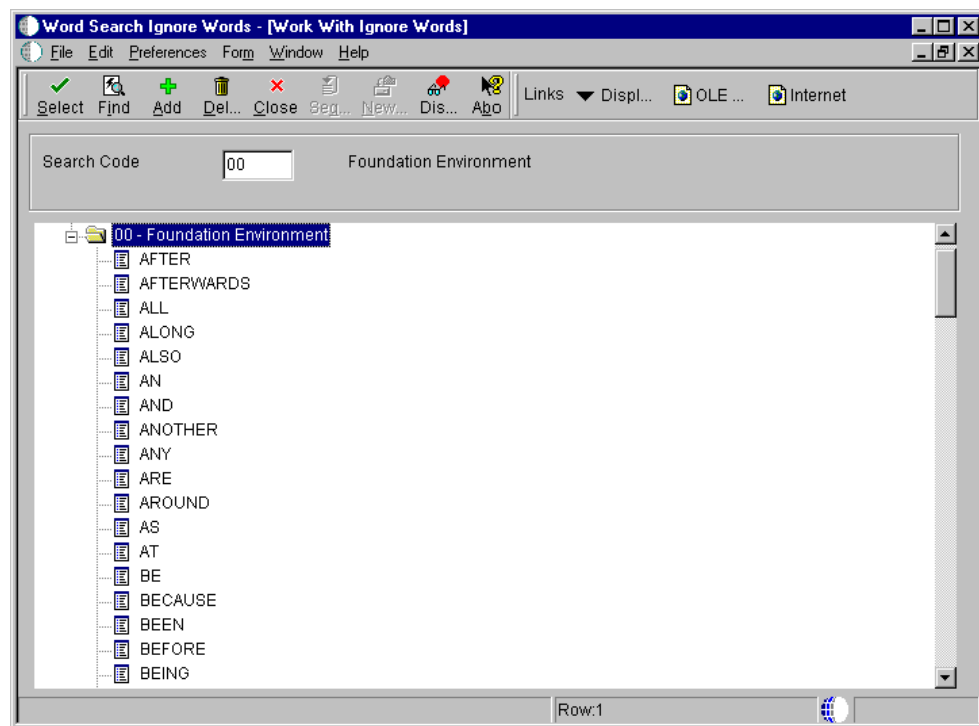 Word Search Ignore Words - [Work With Ignore Words]
File Edit Preferences Form Window Help
Select Find Add Del... Close Seq... New... Dis... Abo Links Displ... OLE ... Internet
Search Code 00 Foundation Environment
00 - Foundation Environment
AFTER
AFTERWARDS
ALL
ALONG
ALSO
AN
AND
ANOTHER
ANY
ARE
AROUND
AS
AT
BE
BECAUSE
BEEN
BEFORE
BEING
Row:1